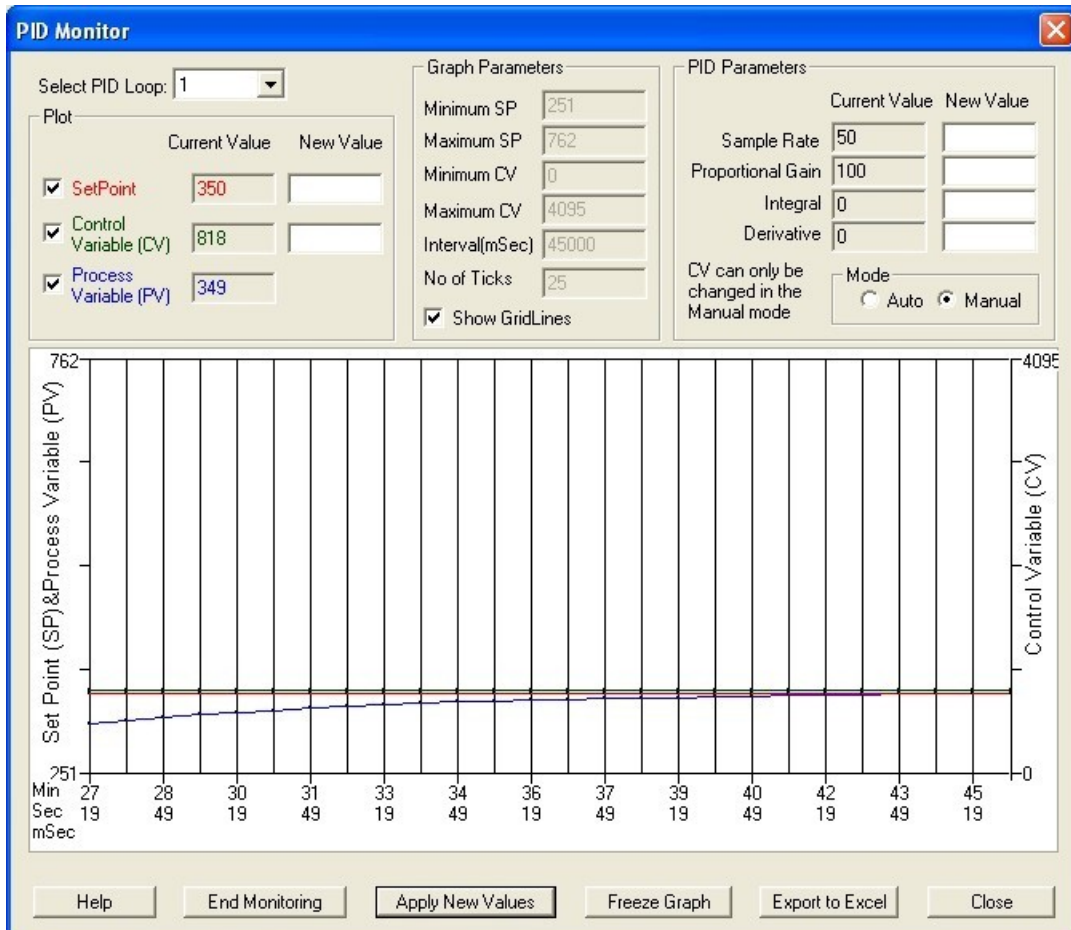 PID Monitor
Select PID Loop: 1
Plot
Current Value New Value
SetPoint 350
Control
Variable (CV) 818
Process
Variable (PV) 349
Graph Parameters
Minimum SP 251
Maximum SP 762
Minimum CV 0
Maximum CV 4095
Interval(mSec) 45000
No of Ticks 25
Show GridLines
PID Parameters
Current Value New Value
Sample Rate 50
Proportional Gain 100
Integral 0
Derivative 0
CV can only be
changed in the
Manual mode
Mode
Auto Manual
762
4095
Set Point (SP)&Process Variable (PV)
Control Variable (CV)
251
0
Min 27 28 30 31 33 34 36 37 39 40 42 43 45
Sec 19 49 19 49 19 49 19 49 19 49 19 49 19
mSec
Help End Monitoring Apply New Values Freeze Graph Export to Excel Close